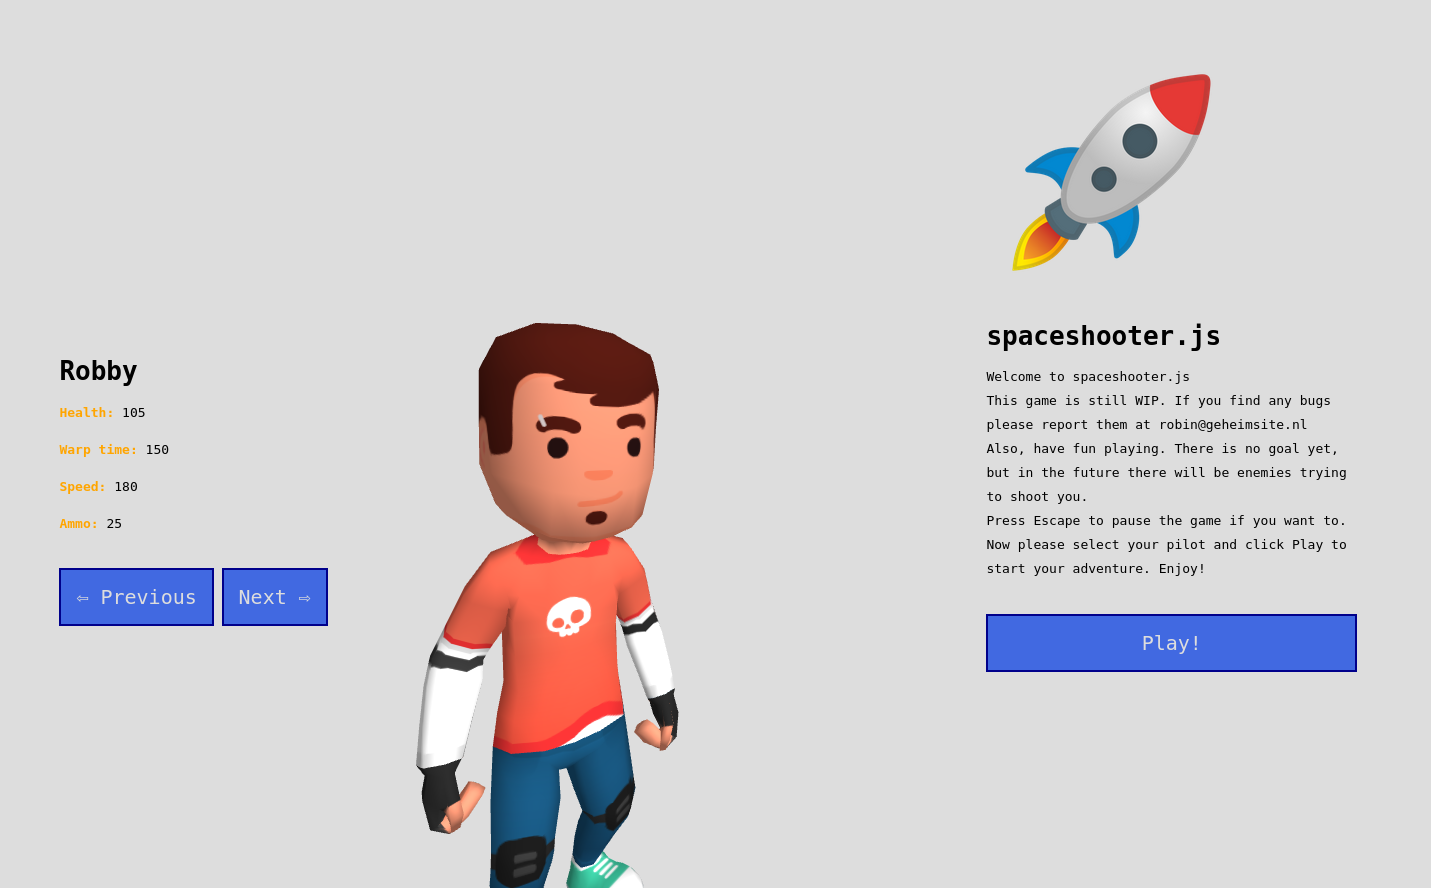 Robby
Health: 105
Warp time: 150
Speed: 180
Ammo: 25
⇦ Previous
Next ⇨
spaceshooter.js
Welcome to spaceshooter.js
This game is still WIP. If you find any bugs
please report them at robin@geheimsite.nl
Also, have fun playing. There is no goal yet,
but in the future there will be enemies trying
to shoot you.
Press Escape to pause the game if you want to.
Now please select your pilot and click Play to
start your adventure. Enjoy!
Play!